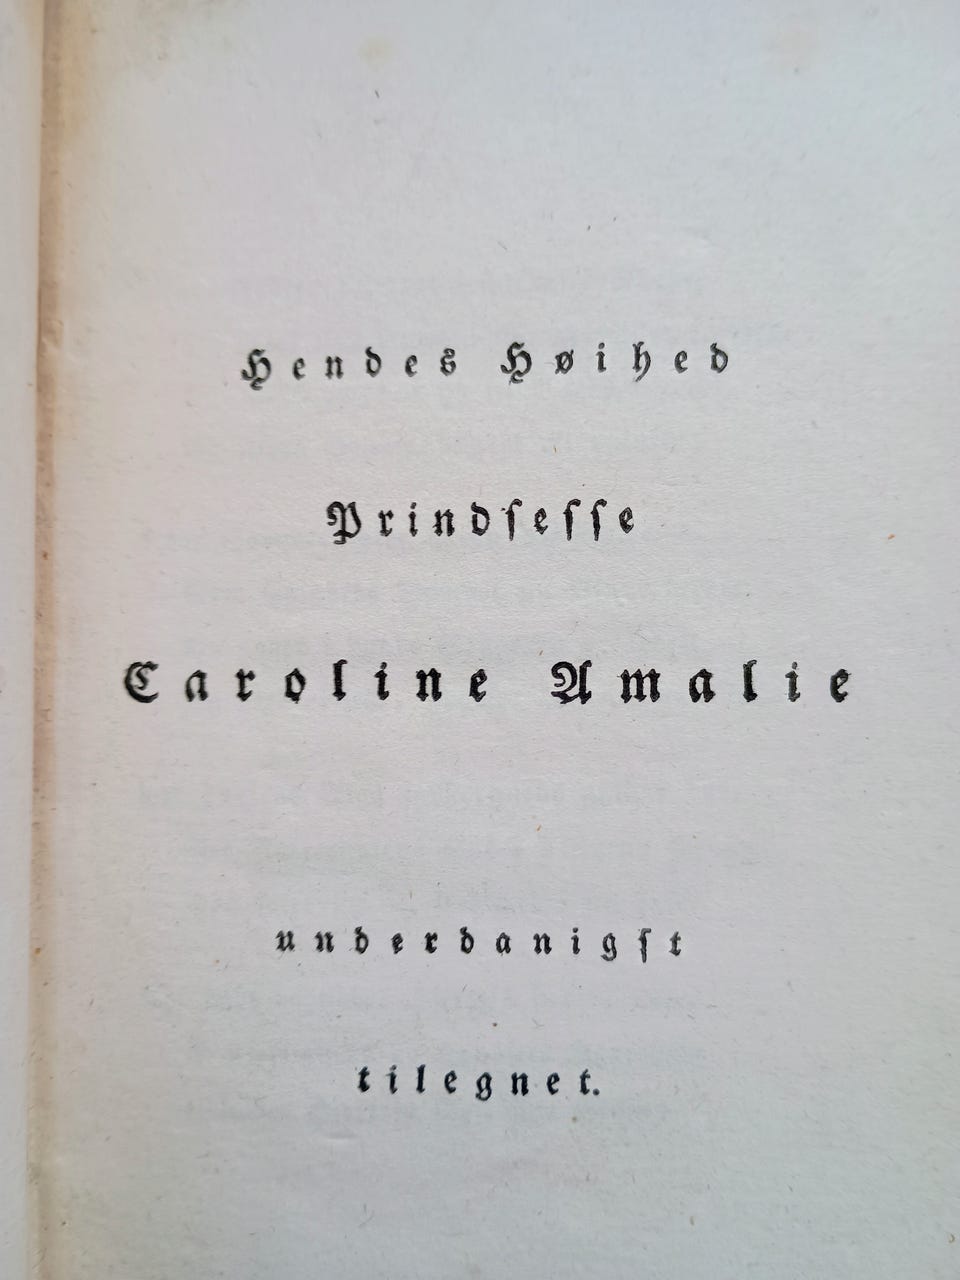 Hendes Høihed
Prindſeſſe
Caroline Amalie
underdanigſt
tilegnet.